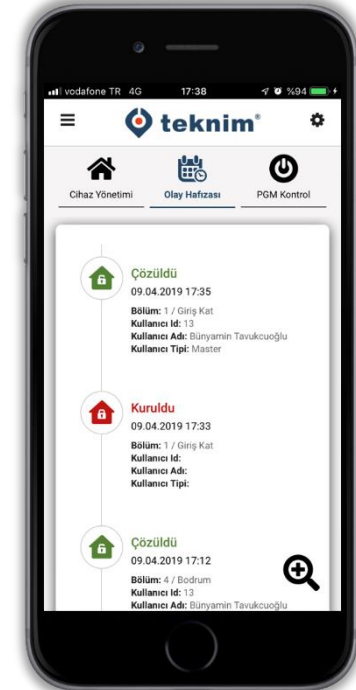 vodafone TR 4G 17:38 %94
teknim®
Cihaz Yönetimi Olay Hafızası PGM Kontrol
Çözüldü
09.04.2019 17:35
Bölüm: 1 / Giriş Kat
Kullanıcı Id: 13
Kullanıcı Adı: Bünyamin Tavukcuoğlu
Kullanıcı Tipi: Master
Kuruldu
09.04.2019 17:33
Bölüm: 1 / Giriş Kat
Kullanıcı Id:
Kullanıcı Adı:
Kullanıcı Tipi:
Çözüldü
09.04.2019 17:12
Bölüm: 4 / Bodrum
Kullanıcı Id: 13
Kullanıcı Adı: Bünyamin Tavukcuoğlu